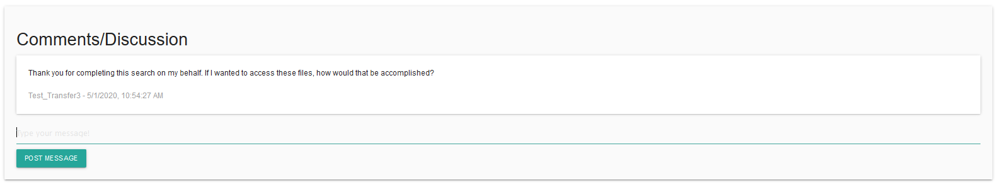 Comments/Discussion
Thank you for completing this search on my behalf. If I wanted to access these files, how would that be accomplished?
Test_Transfer3 - 5/1/2020, 10:54:27 AM
Type your message!
POST MESSAGE